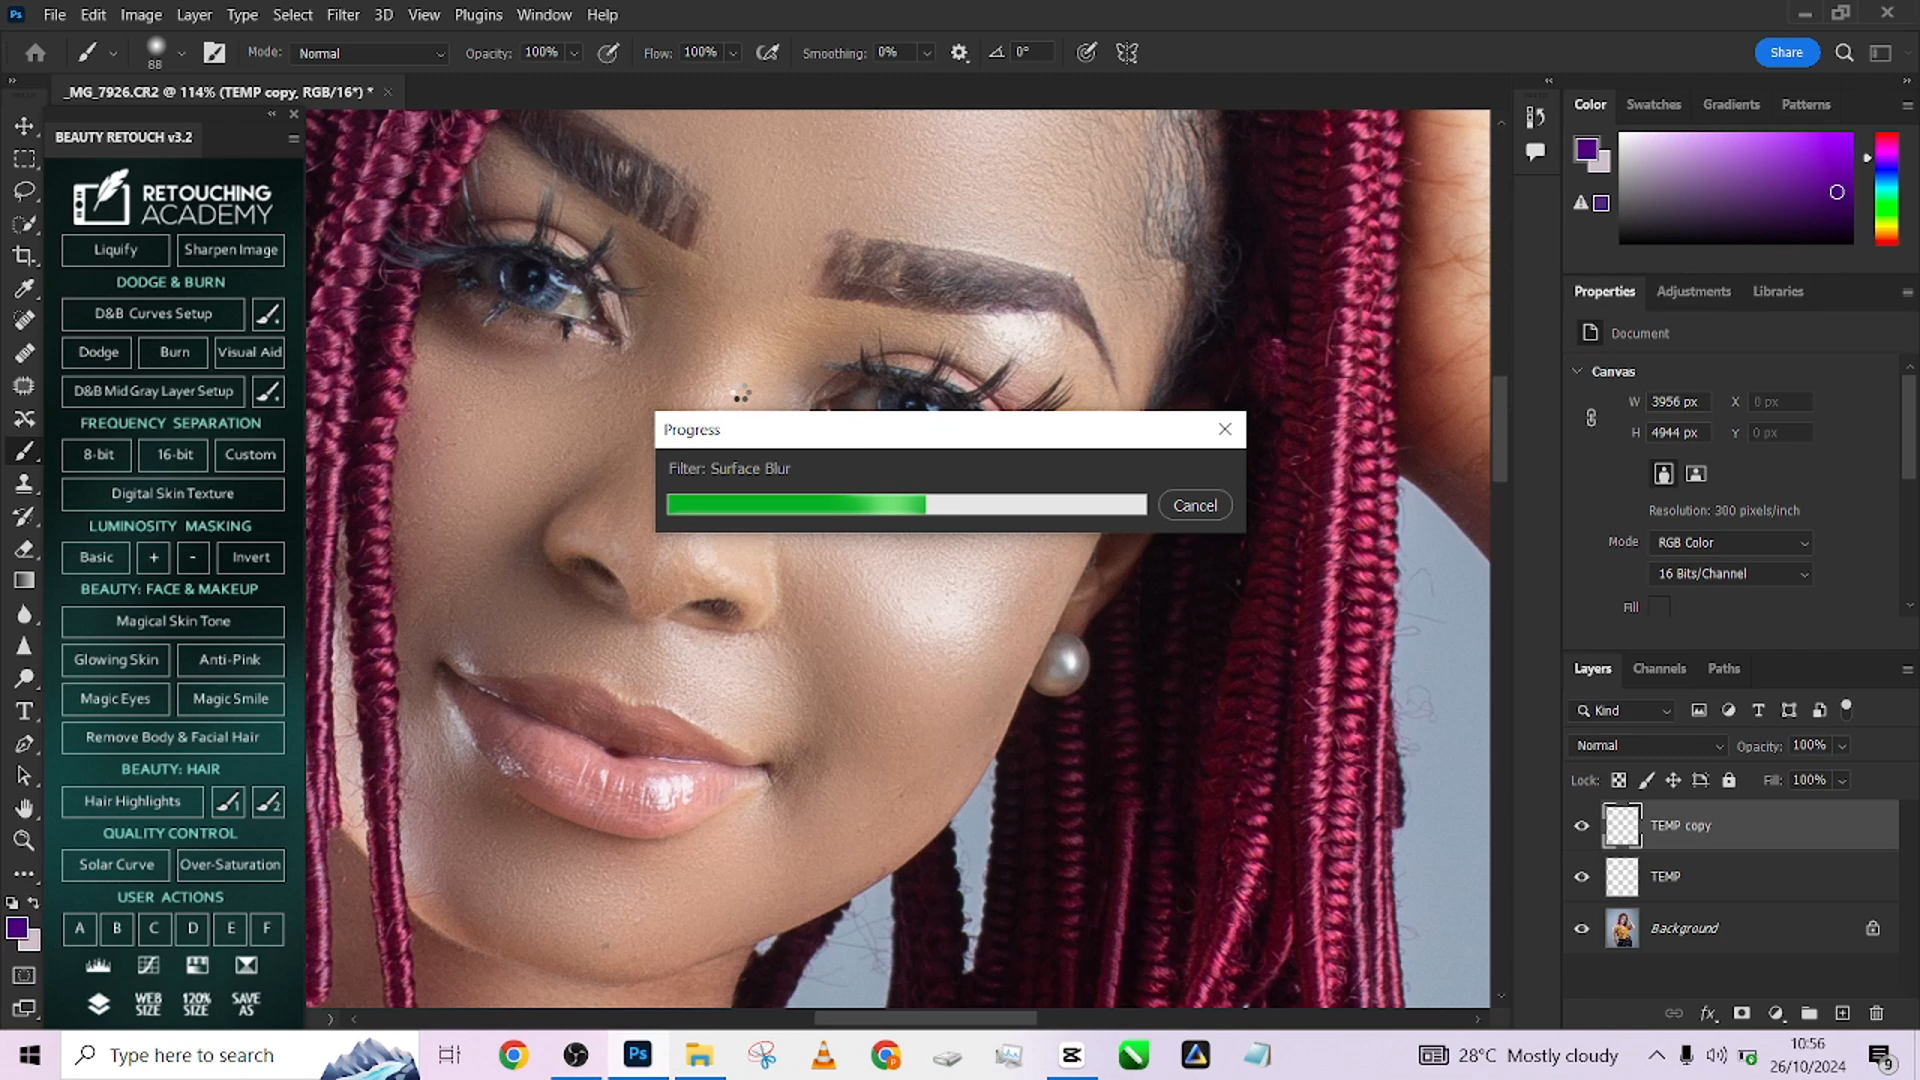 File Edit Image Layer Type Select Filter 3D View Plugins Window Help
88 Mode: Normal Opacity: 100% Flow: 100% Smoothing: 0% 0° Share
_MG_7926.CR2 @ 114% (TEMP copy, RGB/16*) *
BEAUTY RETOUCH v3.2
RETOUCHING
ACADEMY
Liquify Sharpen Image
DODGE & BURN
D&B Curves Setup
Dodge Burn Visual Aid
D&B Mid Gray Layer Setup
FREQUENCY SEPARATION
8-bit 16-bit Custom
Digital Skin Texture
LUMINOSITY MASKING
Basic + - Invert
BEAUTY: FACE & MAKEUP
Magical Skin Tone
Glowing Skin Anti-Pink
Magic Eyes Magic Smile
Remove Body & Facial Hair
BEAUTY: HAIR
Hair Highlights 1 2
QUALITY CONTROL
Solar Curve Over-Saturation
USER ACTIONS
A B C D E F
WEB SIZE 120% SIZE SAVE AS
Progress
Filter: Surface Blur
Cancel
Color Swatches Gradients Patterns
Properties Adjustments Libraries
Document
Canvas
W 3956 px X 0 px
H 4944 px Y 0 px
Resolution: 300 pixels/inch
Mode RGB Color
16 Bits/Channel
Fill
Layers Channels Paths
Kind
Normal Opacity: 100%
Lock: Fill: 100%
TEMP copy
TEMP
Background
Type here to search
28°C Mostly cloudy
10:56
26/10/2024
9